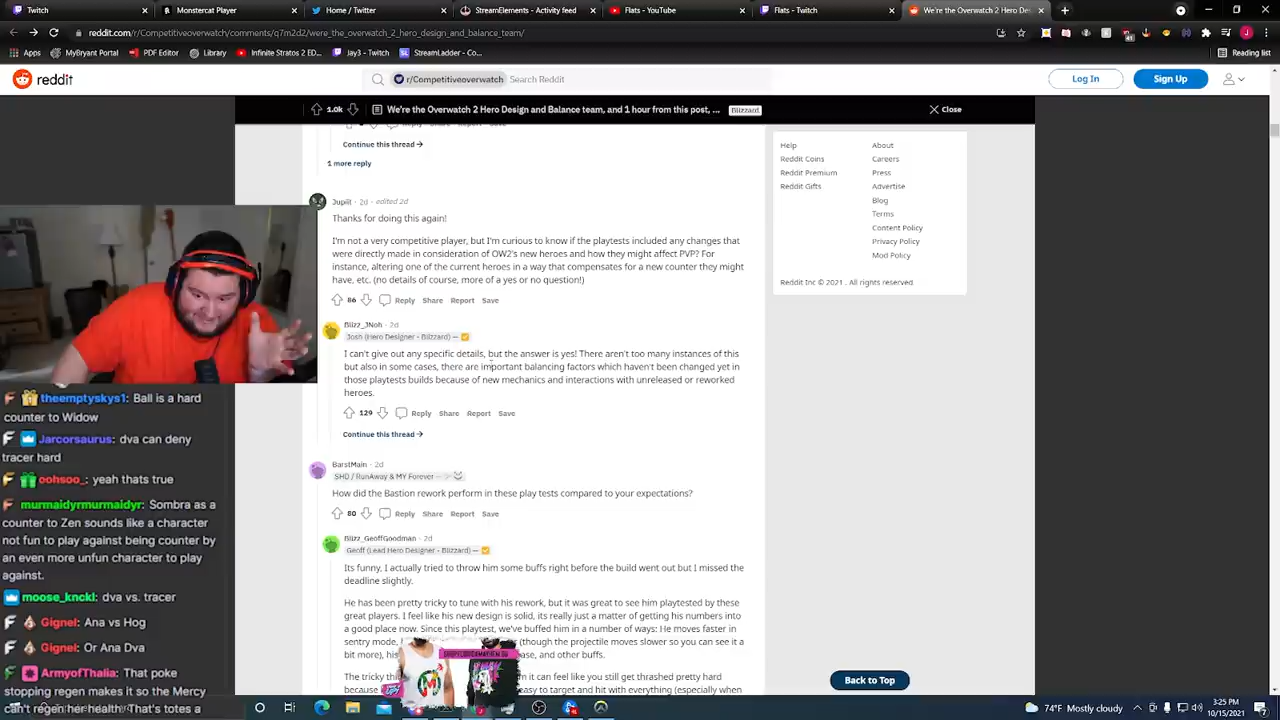 Twitch
Monstercat Player
Home / Twitter
StreamElements - Activity feed
Flats - YouTube
Flats - Twitch
We're the Overwatch 2 Hero D
reddit.com/r/Competitiveoverwatch/comments/q7m2d2/were_the_overwatch_2_hero_design_and_balance_team/
Apps
MyBryant Portal
PDF Editor
Library
Infinite Stratos 2 ED...
Jay3 - Twitch
StreamLadder - Co...
Reading list
reddit
r/Competitiveoverwatch
Search Reddit
Log In
Sign Up
1.0k
We're the Overwatch 2 Hero Design and Balance team, and 1 hour from this post, ...
Blizzard
Close
Reply Share Report Save
Continue this thread
1 more reply
Jupiit · 2d · edited 2d
Thanks for doing this again!
I'm not a very competitive player, but I'm curious to know if the playtests included any changes that
were directly made in consideration of OW2's new heroes and how they might affect PVP? For
instance, altering one of the current heroes in a way that compensates for a new counter they might
have, etc. (no details of course, more of a yes or no question!)
86 Reply Share Report Save
Blizz_JNoh · 2d
Josh (Hero Designer - Blizzard) —
I can't give out any specific details, but the answer is yes! There aren't too many instances of this
but also in some cases, there are important balancing factors which haven't been changed yet in
those playtests builds because of new mechanics and interactions with unreleased or reworked
heroes.
129 Reply Share Report Save
Continue this thread
BarstMain · 2d
SHD / RunAway & MY Forever —
How did the Bastion rework perform in these play tests compared to your expectations?
80 Reply Share Report Save
Blizz_GeoffGoodman · 2d
Geoff (Lead Hero Designer - Blizzard) —
Its funny, I actually tried to throw him some buffs right before the build went out but I missed the
deadline slightly.
He has been pretty tricky to tune with his rework, but it was great to see him playtested by these
great players. I feel like his new design is solid, its really just a matter of getting his numbers into
a good place now. Since this playtest, we've buffed him in a number of ways: He moves faster in
sentry mode, (though the projectile moves slower so you can see it a
bit more), his ase, and other buffs.
The tricky thi m it can feel like you still get thrashed pretty hard
because easy to target and hit with everything (especially when
Help
Reddit Coins
Reddit Premium
Reddit Gifts
About
Careers
Press
Advertise
Blog
Terms
Content Policy
Privacy Policy
Mod Policy
Reddit Inc © 2021 . All rights reserved
Back to Top
theemptyskys1: Ball is a hard
counter to Widow
Jarcorsaurus: dva can deny
tracer hard
oohsoo_: yeah thats true
murmaidyrmurmaidyr: Sombra as a
counter to Zen sounds like a character
not fun to play against being counter by
an even more unfun character to play
against.
moose_knckl: dva vs. tracer
Gignel: Ana vs Hog
Gignel: Or Ana Dva
ArmyofThalia: That poke
comp is what makes the Mercy
can't get her health? That's totes a
74°F Mostly cloudy
3:25 PM
10/15/2021